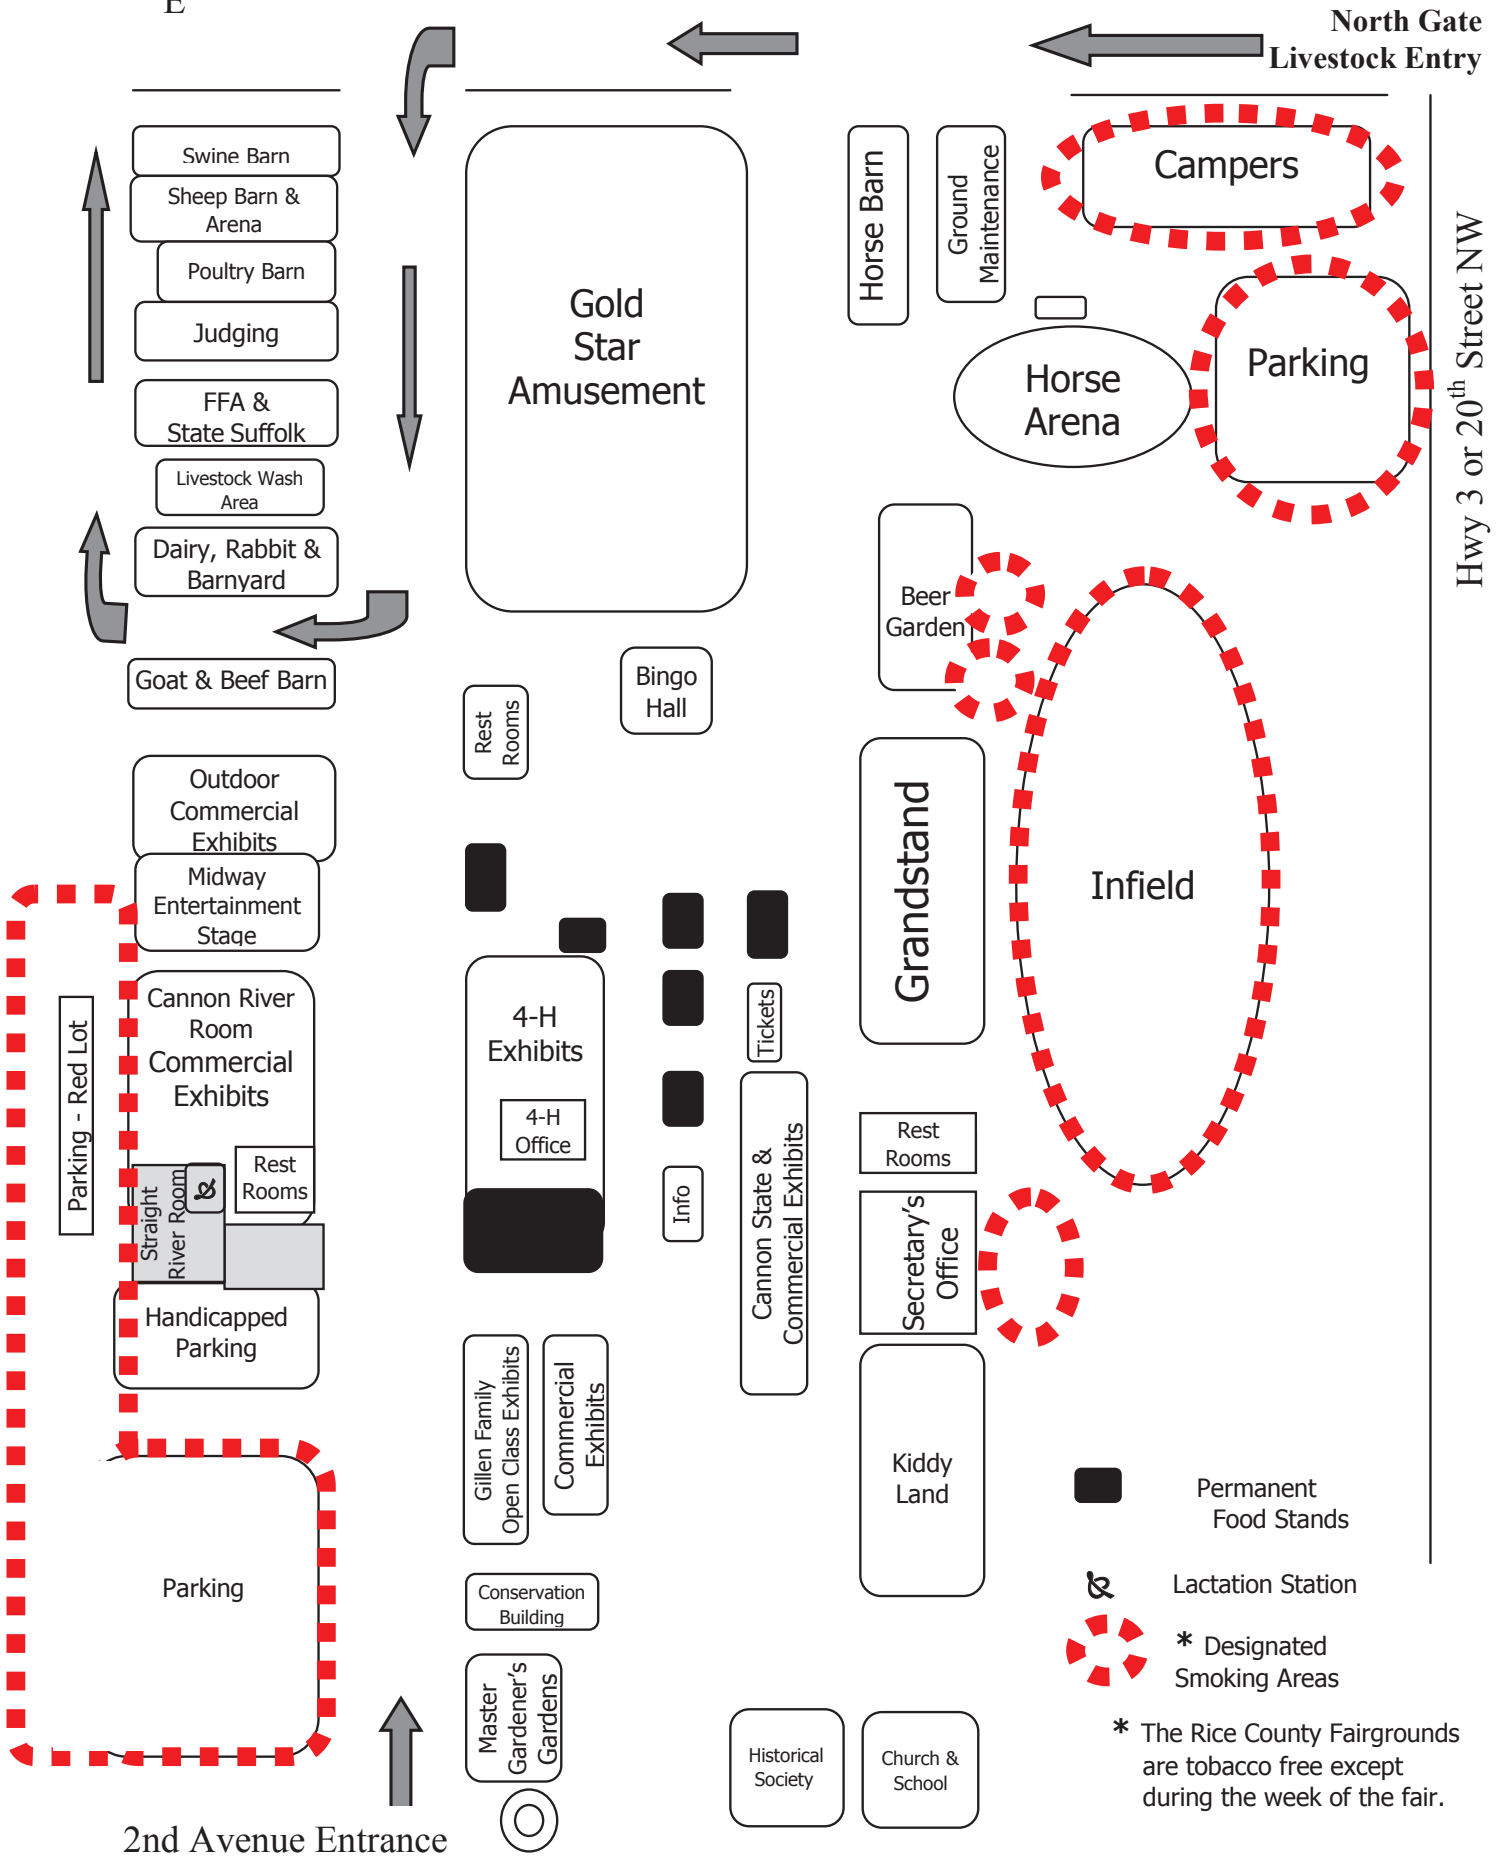 E
North Gate
Livestock Entry
Swine Barn
Sheep Barn &
Arena
Poultry Barn
Judging
FFA &
State Suffolk
Livestock Wash
Area
Dairy, Rabbit &
Barnyard
Goat & Beef Barn
Gold
Star
Amusement
Horse Barn
Ground
Maintenance
Campers
Parking
Horse
Arena
Hwy 3 or 20th Street NW
Beer
Garden
Bingo
Hall
Rest
Rooms
Outdoor
Commercial
Exhibits
Midway
Entertainment
Stage
Grandstand
Infield
Parking - Red Lot
Cannon River
Room
Commercial
Exhibits
4-H
Exhibits
4-H
Office
Tickets
Rest
Rooms
Straight
River Room
Rest
Rooms
Info
Cannon State &
Commercial Exhibits
Secretary's
Office
Handicapped
Parking
Gillen Family
Open Class Exhibits
Commercial
Exhibits
Kiddy
Land
Permanent
Food Stands
Parking
Conservation
Building
Lactation Station
* Designated
Smoking Areas
Master
Gardener's
Gardens
Historical
Society
Church &
School
* The Rice County Fairgrounds
are tobacco free except
during the week of the fair.
2nd Avenue Entrance